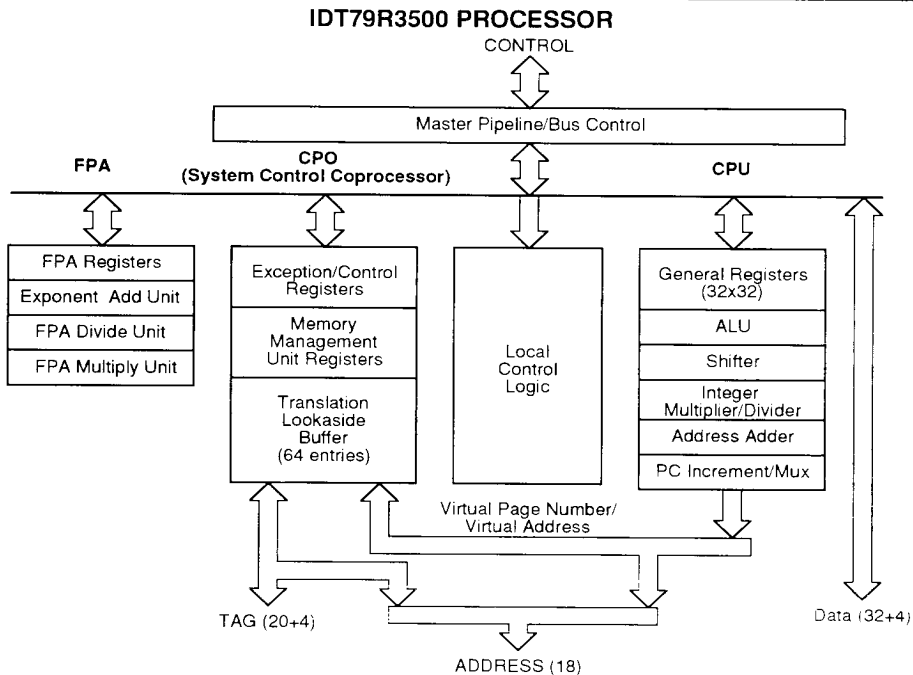 IDT79R3500 PROCESSOR
CONTROL
Master Pipeline/Bus Control
FPA
CPO
(System Control Coprocessor)
CPU
FPA Registers
Exponent Add Unit
FPA Divide Unit
FPA Multiply Unit
Exception/Control
Registers
Memory
Management
Unit Registers
Translation
Lookaside
Buffer
(64 entries)
Local
Control
Logic
General Registers
(32x32)
ALU
Shifter
Integer
Multiplier/Divider
Address Adder
PC Increment/Mux
Virtual Page Number/
Virtual Address
TAG (20+4)
Data (32+4)
ADDRESS (18)